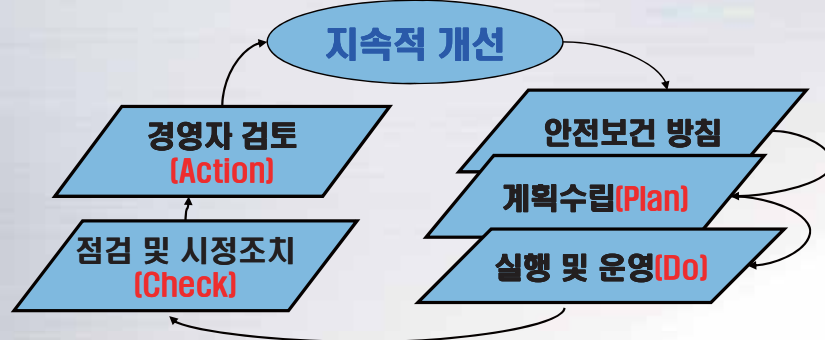 지속적 개선
안전보건 방침
계획수립(Plan)
실행 및 운영(Do)
점검 및 시정조치
(Check)
경영자 검토
(Action)